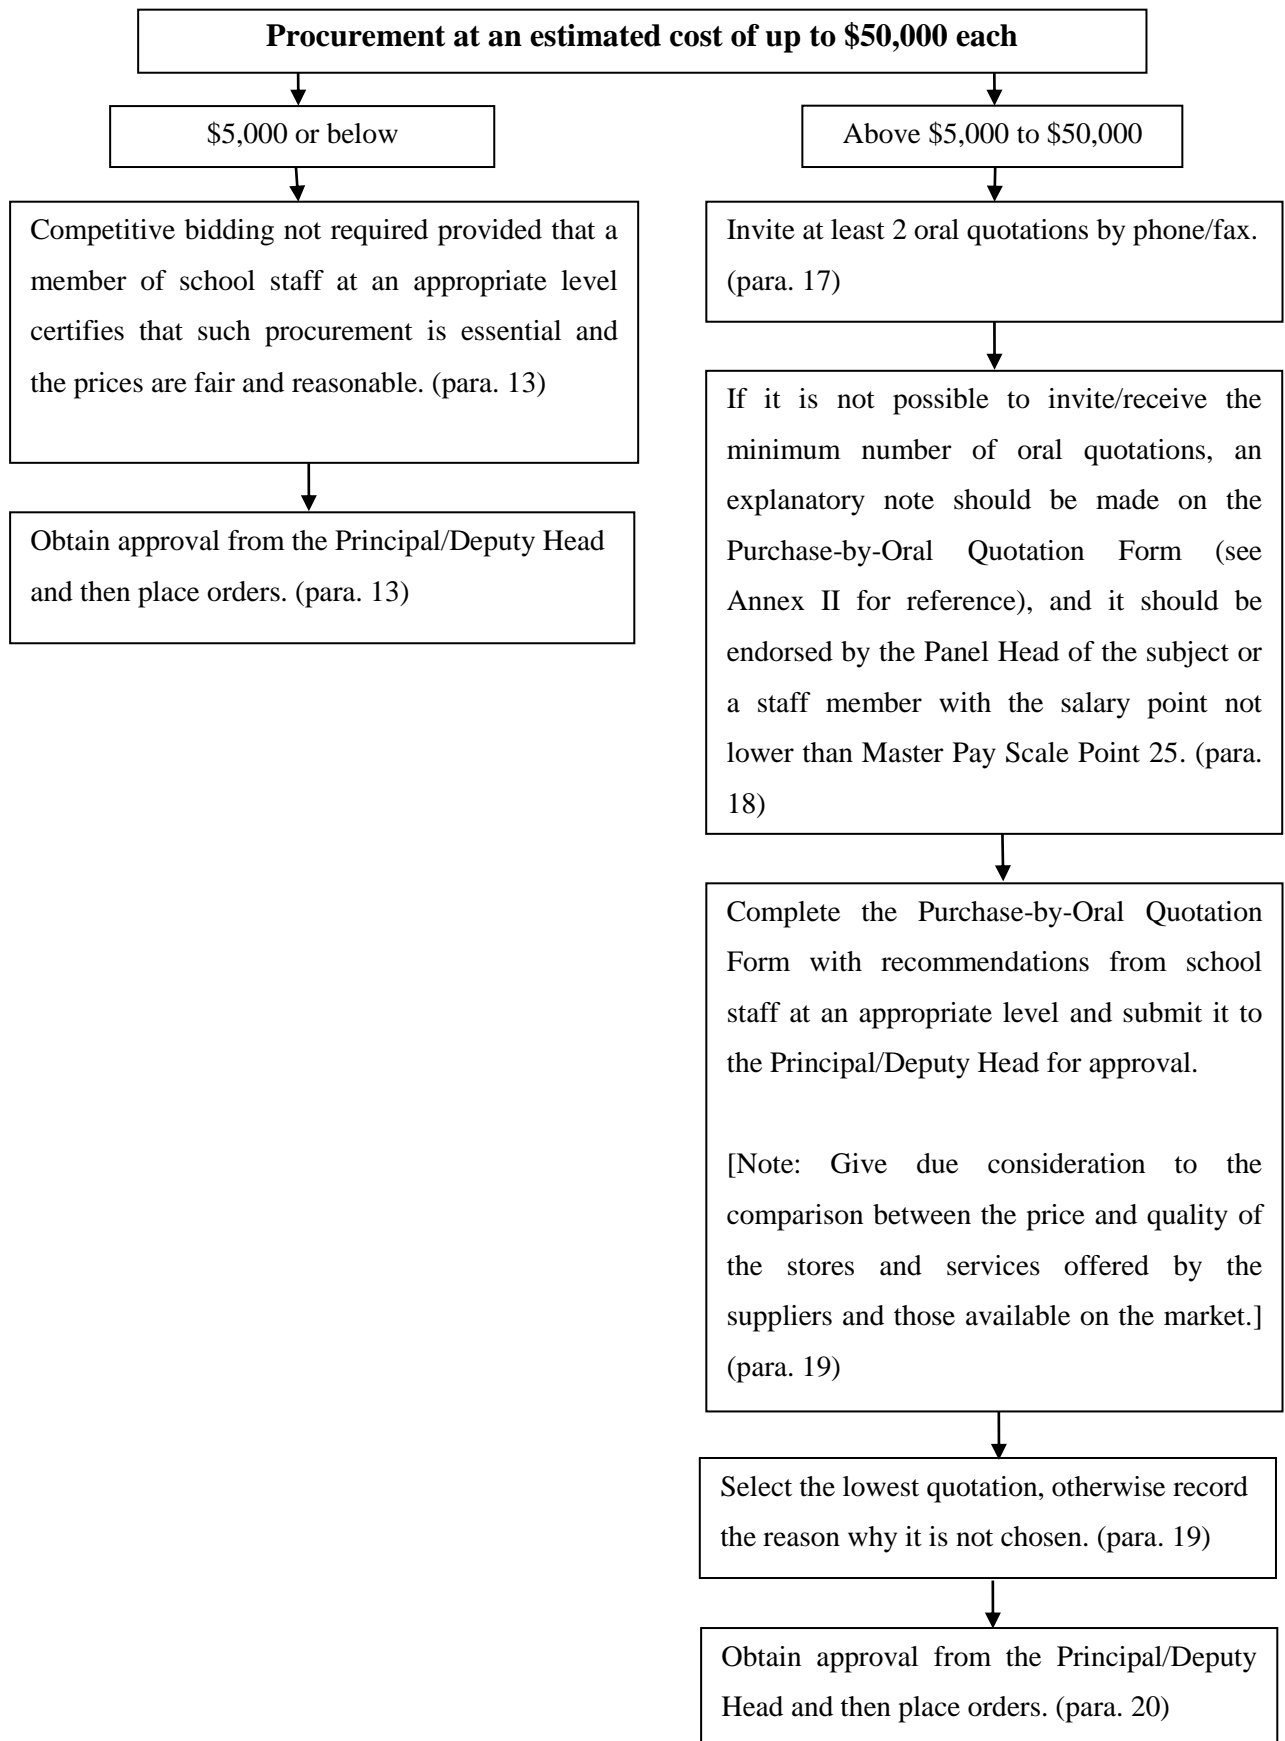 Procurement at an estimated cost of up to $50,000 each
$5,000 or below
Competitive bidding not required provided that a
member of school staff at an appropriate level
certifies that such procurement is essential and
the prices are fair and reasonable. (para. 13)
Obtain approval from the Principal/Deputy Head
and then place orders. (para. 13)
Above $5,000 to $50,000
Invite at least 2 oral quotations by phone/fax.
(para. 17)
If it is not possible to invite/receive the
minimum number of oral quotations, an
explanatory note should be made on the
Purchase-by-Oral Quotation Form (see
Annex II for reference), and it should be
endorsed by the Panel Head of the subject or
a staff member with the salary point not
lower than Master Pay Scale Point 25. (para.
18)
Complete the Purchase-by-Oral Quotation
Form with recommendations from school
staff at an appropriate level and submit it to
the Principal/Deputy Head for approval.
[Note: Give due consideration to the
comparison between the price and quality of
the stores and services offered by the
suppliers and those available on the market.]
(para. 19)
Select the lowest quotation, otherwise record
the reason why it is not chosen. (para. 19)
Obtain approval from the Principal/Deputy
Head and then place orders. (para. 20)